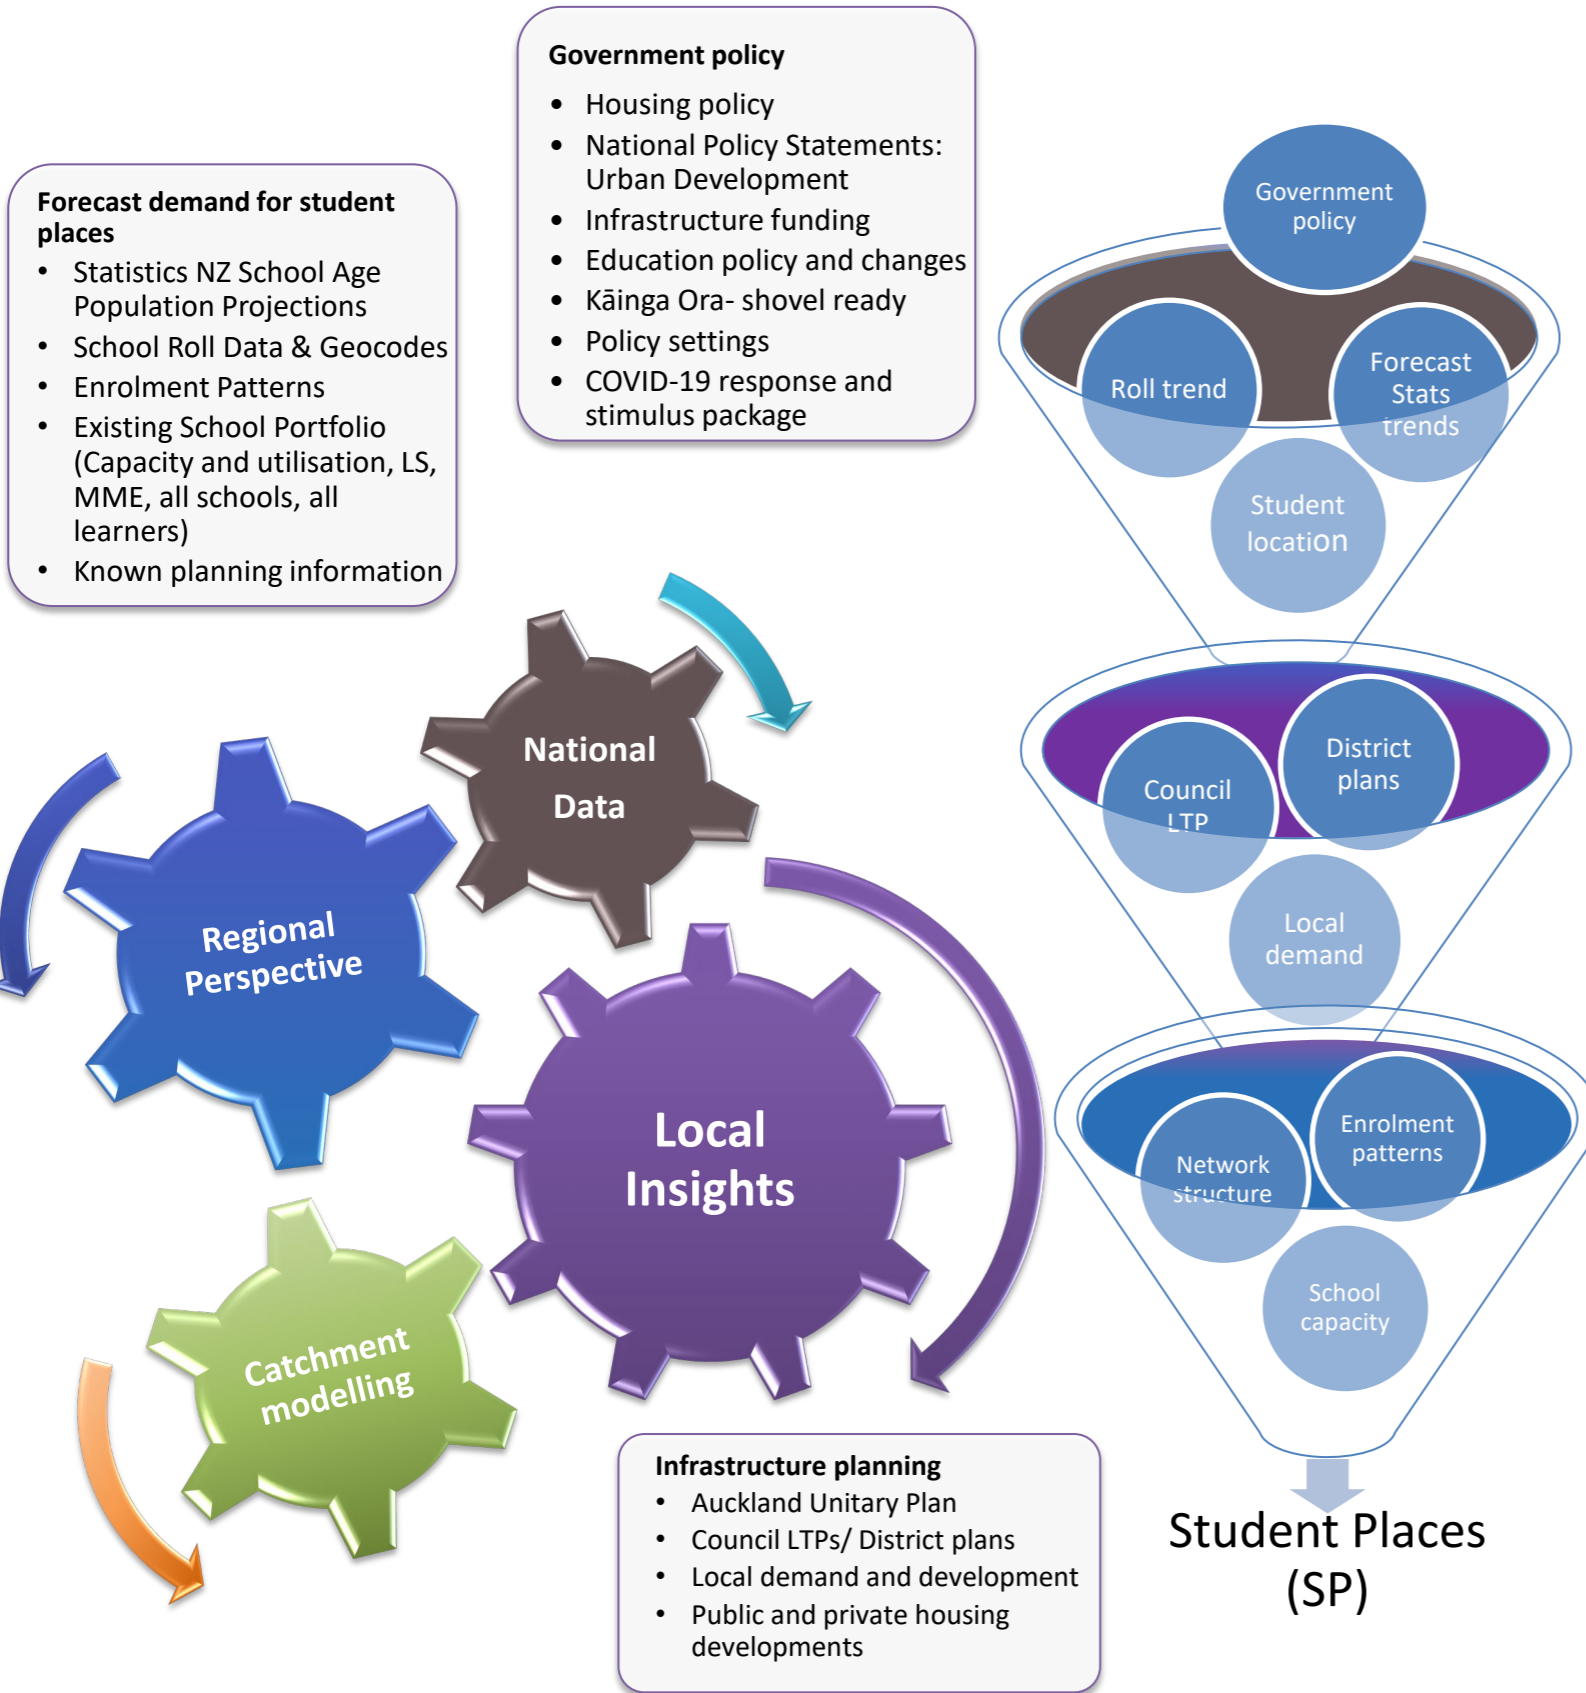 Government policy
• Housing policy
• National Policy Statements:
Urban Development
• Infrastructure funding
• Education policy and changes
• Kāinga Ora- shovel ready
• Policy settings
• COVID-19 response and
stimulus package
Forecast demand for student
places
• Statistics NZ School Age
Population Projections
• School Roll Data & Geocodes
• Enrolment Patterns
• Existing School Portfolio
(Capacity and utilisation, LS,
MME, all schools, all
learners)
• Known planning information
National
Data
Regional
Perspective
Local
Insights
Catchment
modelling
Infrastructure planning
• Auckland Unitary Plan
• Council LTPs/ District plans
• Local demand and development
• Public and private housing
developments
Government
policy
Roll trend
Forecast
Stats
trends
Student
location
Council
LTP
District
plans
Local
demand
Network
structure
Enrolment
patterns
School
capacity
Student Places
(SP)